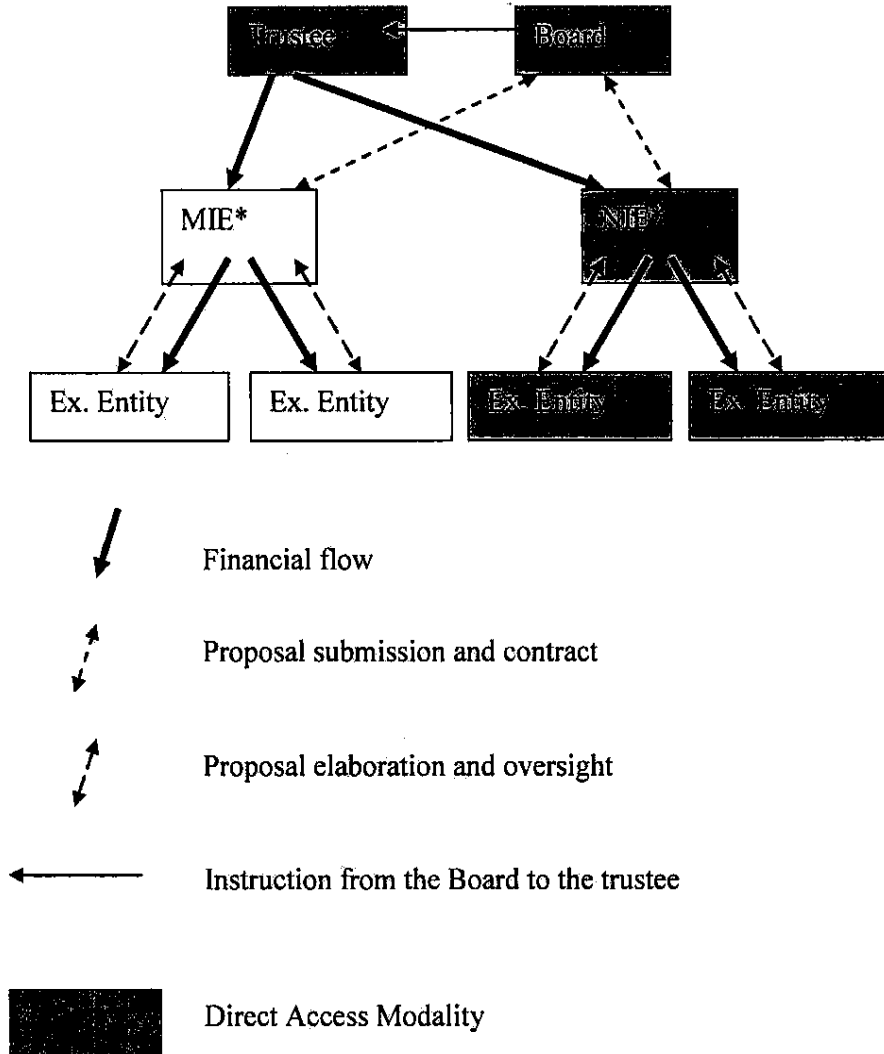 Trustee
Board
MIE*
NIE*
Ex. Entity
Ex. Entity
Ex. Entity
Ex. Entity
Financial flow
Proposal submission and contract
Proposal elaboration and oversight
Instruction from the Board to the trustee
Direct Access Modality